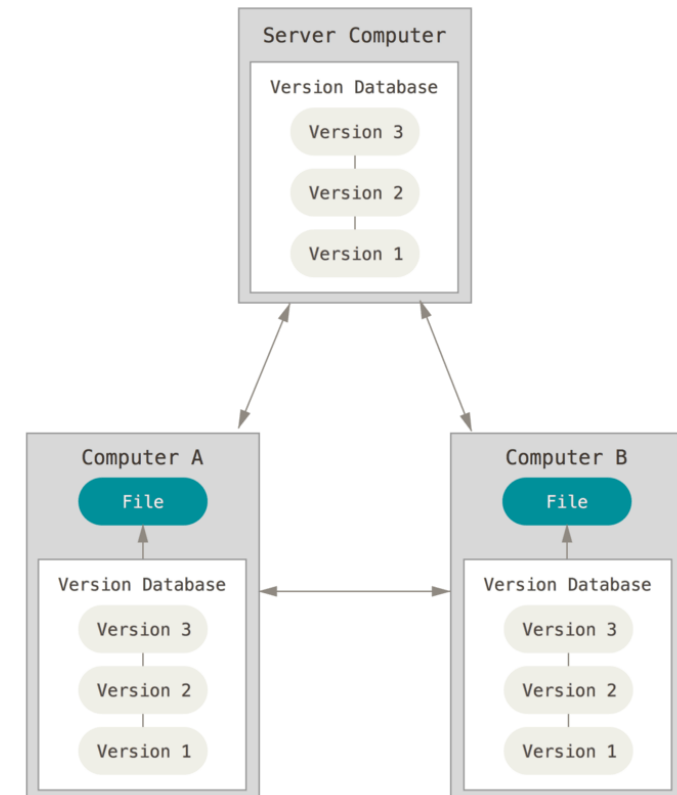 Server Computer
Version Database
Version 3
Version 2
Version 1
Computer A
File
Version Database
Version 3
Version 2
Version 1
Computer B
File
Version Database
Version 3
Version 2
Version 1